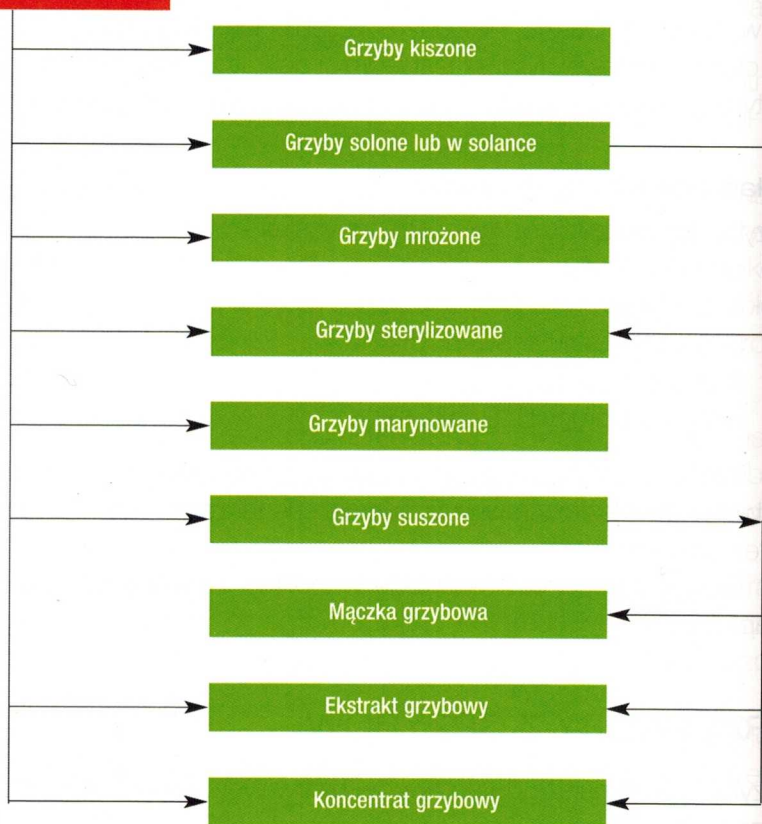 Grzyby kiszone
Grzyby solone lub w solance
Grzyby mrożone
Grzyby sterylizowane
Grzyby marynowane
Grzyby suszone
Mączka grzybowa
Ekstrakt grzybowy
Koncentrat grzybowy